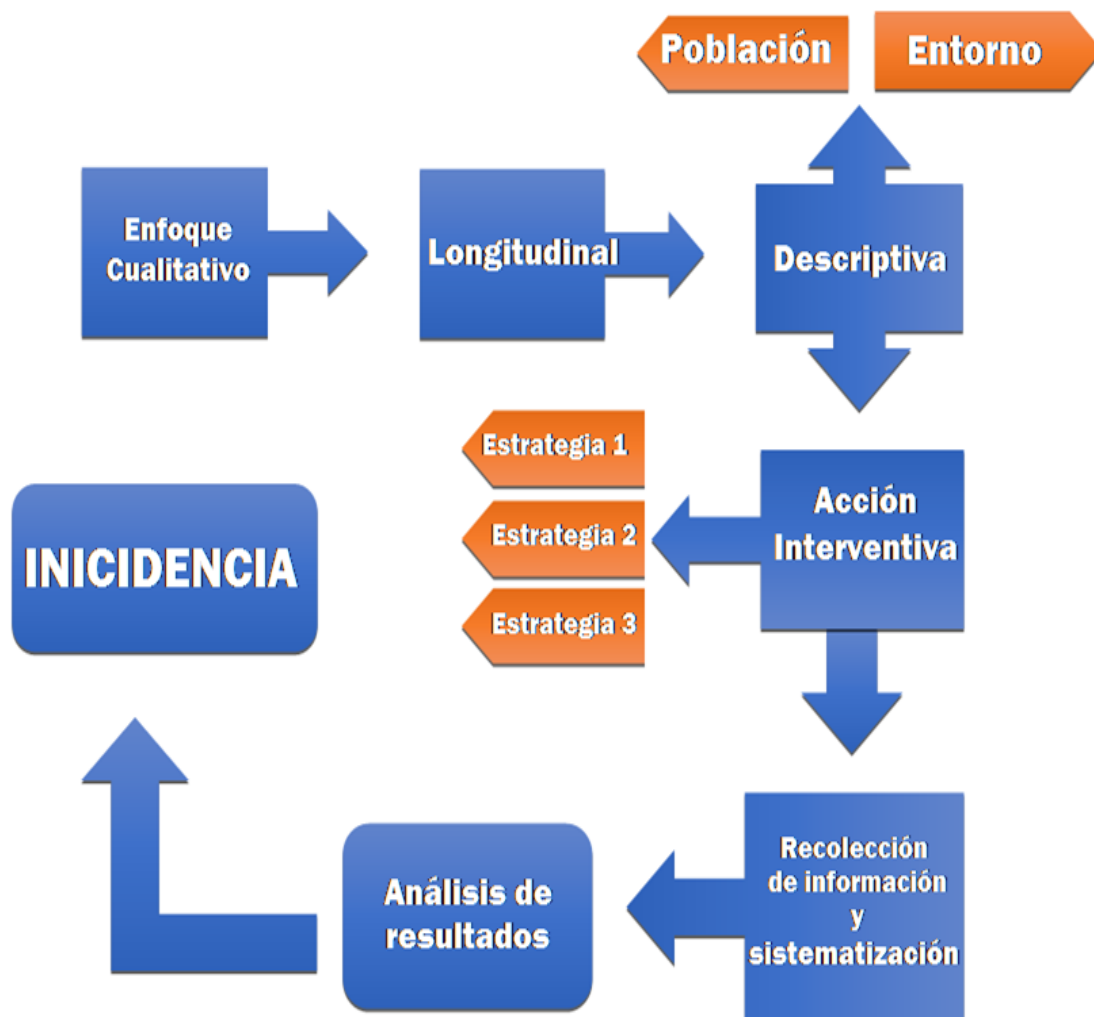 Población
Entorno
Enfoque
Cualitativo
Longitudinal
Descriptiva
Estrategia 1
Estrategia 2
Estrategia 3
Acción
Interventiva
INICIDENCIA
Análisis de
resultados
Recolección
de información
y
sistematización